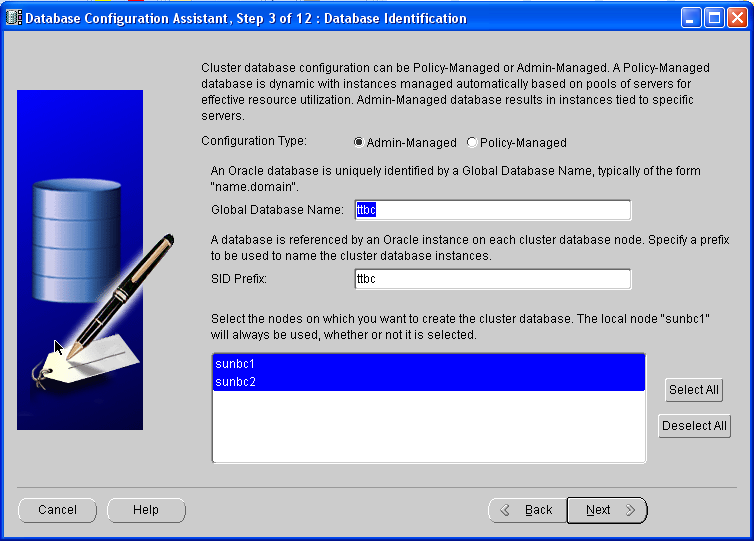 Database Configuration Assistant, Step 3 of 12 : Database Identification
Cluster database configuration can be Policy-Managed or Admin-Managed. A Policy-Managed
database is dynamic with instances managed automatically based on pools of servers for
effective resource utilization. Admin-Managed database results in instances tied to specific
servers.
Configuration Type: Admin-Managed Policy-Managed
An Oracle database is uniquely identified by a Global Database Name, typically of the form
"name.domain".
Global Database Name: ttbc
A database is referenced by an Oracle instance on each cluster database node. Specify a prefix
to be used to name the cluster database instances.
SID Prefix: ttbc
Select the nodes on which you want to create the cluster database. The local node "sunbc1"
will always be used, whether or not it is selected.
sunbc1
sunbc2
Select All
Deselect All
Cancel Help Back Next